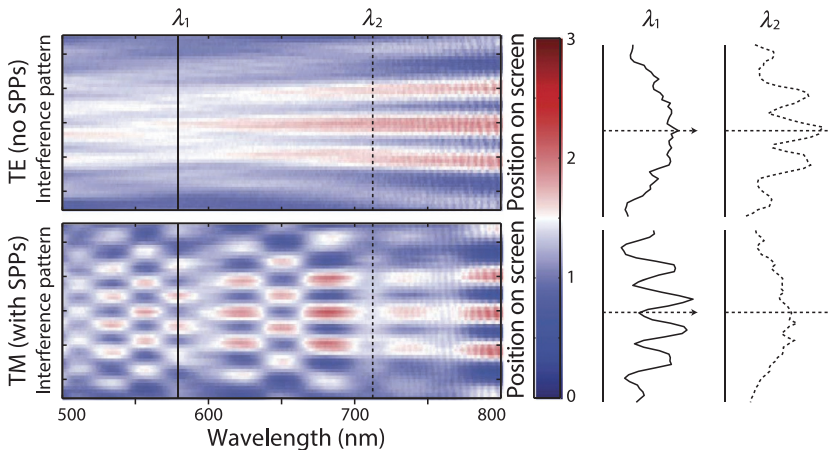 λ1 λ2
TE (no SPPs)
Interference pattern
Position on screen
TM (with SPPs)
Interference pattern
Position on screen
500 600 700 800
Wavelength (nm)
3
2
1
0
λ1 λ2